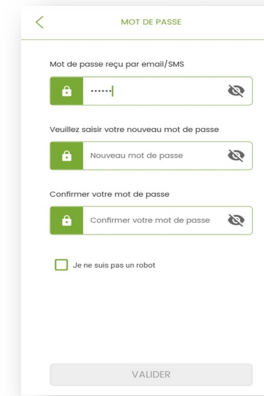 MOT DE PASSE
Mot de passe reçu par email/SMS
••••••
Veuillez saisir votre nouveau mot de passe
Nouveau mot de passe
Confirmer votre mot de passe
Confirmer votre mot de passe
Je ne suis pas un robot
VALIDER